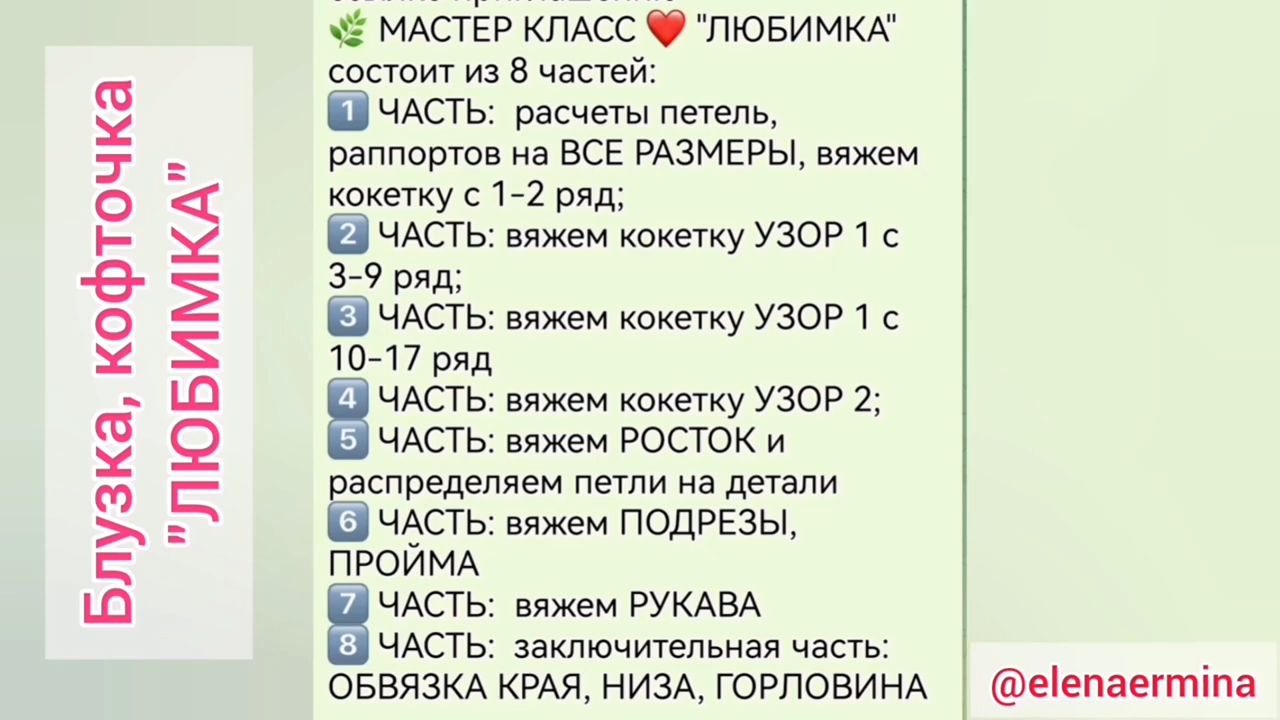 Блузка, кофточка
"ЛЮБИМКА"
🌿 МАСТЕР КЛАСС ❤️ "ЛЮБИМКА"
состоит из 8 частей:
1️⃣ ЧАСТЬ: расчеты петель,
раппортов на ВСЕ РАЗМЕРЫ, вяжем
кокетку с 1-2 ряд;
2️⃣ ЧАСТЬ: вяжем кокетку УЗОР 1 с
3-9 ряд;
3️⃣ ЧАСТЬ: вяжем кокетку УЗОР 1 с
10-17 ряд
4️⃣ ЧАСТЬ: вяжем кокетку УЗОР 2;
5️⃣ ЧАСТЬ: вяжем РОСТОК и
распределяем петли на детали
6️⃣ ЧАСТЬ: вяжем ПОДРЕЗЫ,
ПРОЙМА
7️⃣ ЧАСТЬ: вяжем РУКАВА
8️⃣ ЧАСТЬ: заключительная часть:
ОБВЯЗКА КРАЯ, НИЗА, ГОРЛОВИНА
@elenaermina